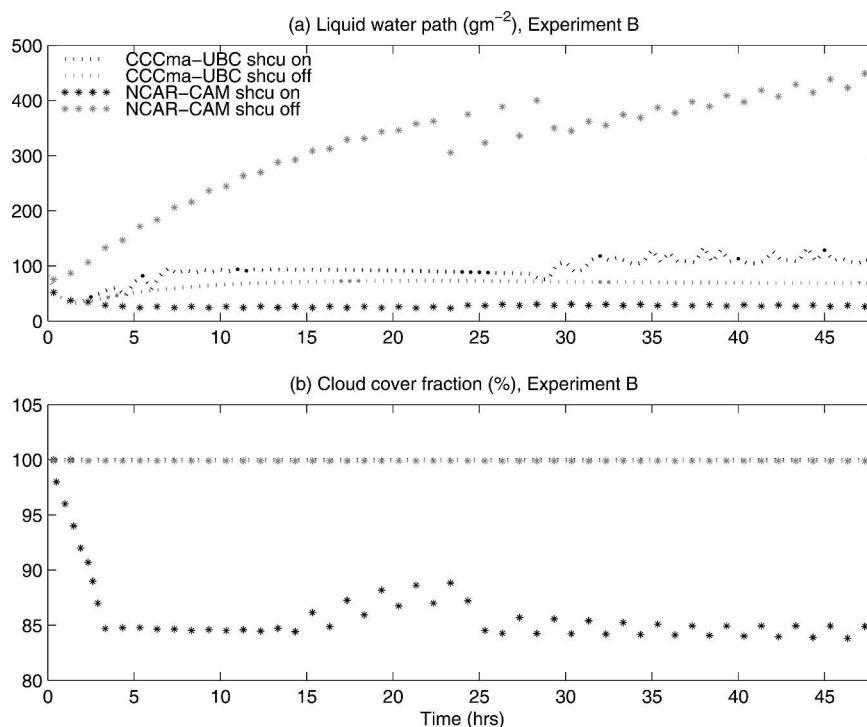 (a) Liquid water path (gm−2), Experiment B
500
400
300
200
100
0
CCCma−UBC shcu on
CCCma−UBC shcu off
NCAR−CAM shcu on
NCAR−CAM shcu off
0 5 10 15 20 25 30 35 40 45
(b) Cloud cover fraction (%), Experiment B
105
100
95
90
85
80
0 5 10 15 20 25 30 35 40 45
Time (hrs)